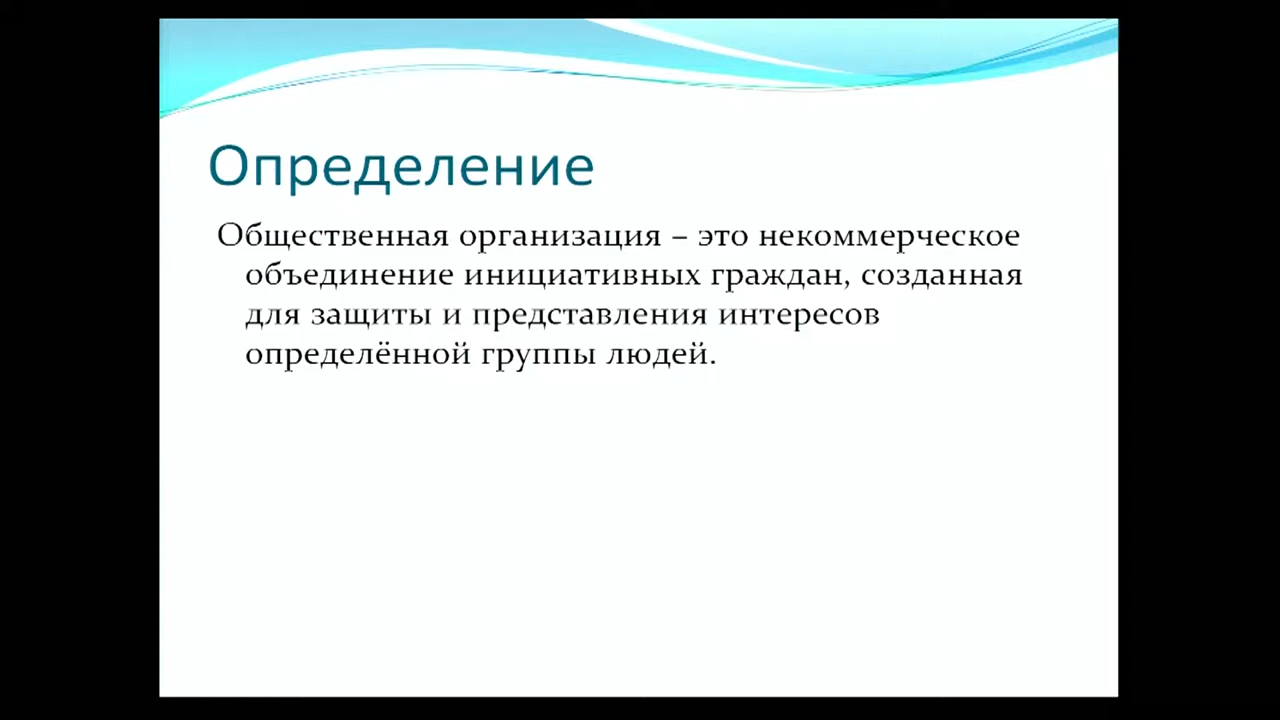 Определение
Общественная организация – это некоммерческое
объединение инициативных граждан, созданная
для защиты и представления интересов
определённой группы людей.